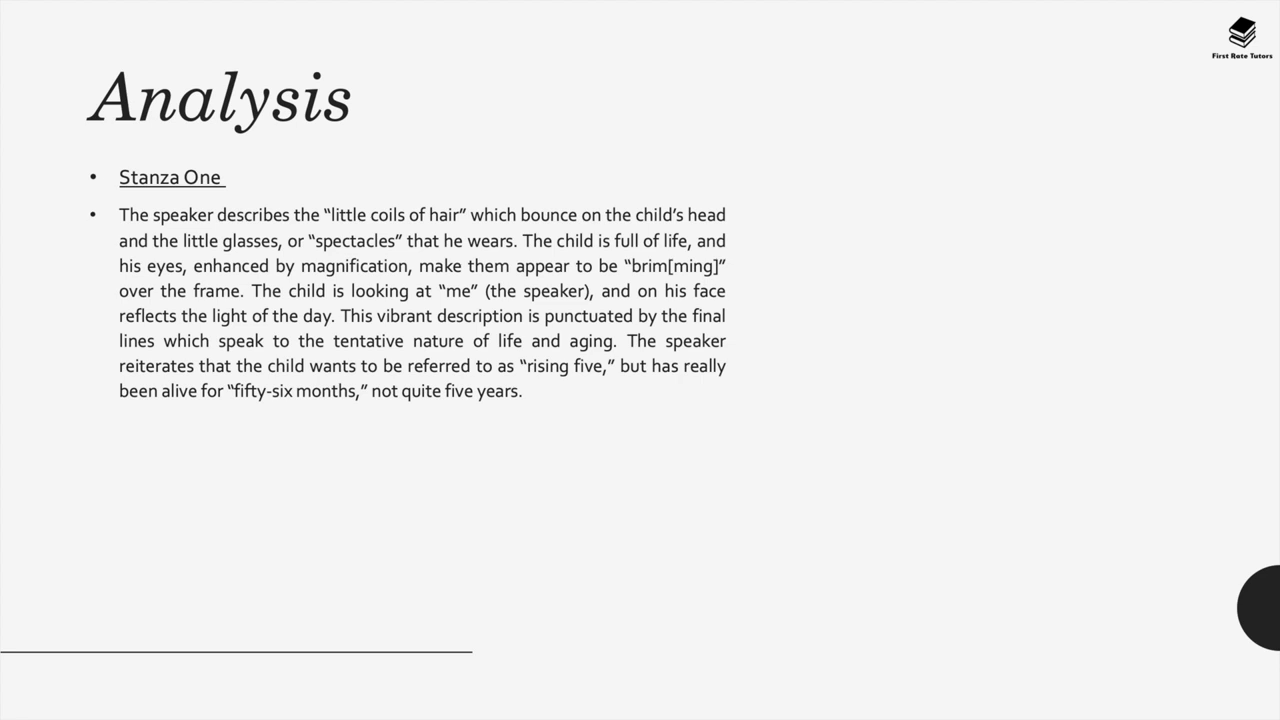 First Rate Tutors
Analysis
• Stanza One
• The speaker describes the “little coils of hair” which bounce on the child’s head
and the little glasses, or “spectacles” that he wears. The child is full of life, and
his eyes, enhanced by magnification, make them appear to be “brim[ming]”
over the frame. The child is looking at “me” (the speaker), and on his face
reflects the light of the day. This vibrant description is punctuated by the final
lines which speak to the tentative nature of life and aging. The speaker
reiterates that the child wants to be referred to as “rising five,” but has really
been alive for “fifty-six months,” not quite five years.